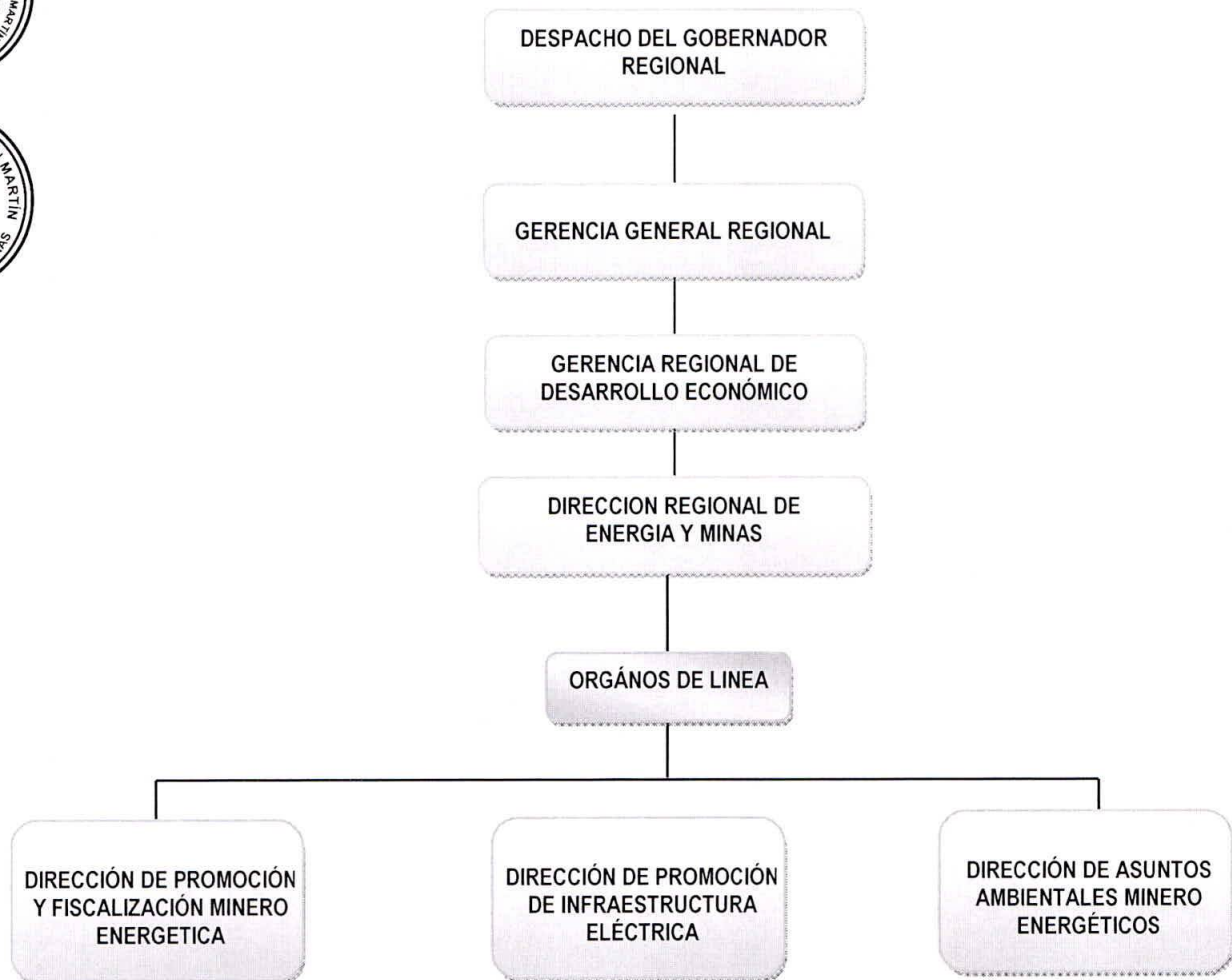 MARTÍN
MARTÍN
DESPACHO DEL GOBERNADOR
REGIONAL
GERENCIA GENERAL REGIONAL
GERENCIA REGIONAL DE
DESARROLLO ECONÓMICO
DIRECCION REGIONAL DE
ENERGIA Y MINAS
ORGÁNOS DE LINEA
DIRECCIÓN DE PROMOCIÓN
Y FISCALIZACIÓN MINERO
ENERGETICA
DIRECCIÓN DE PROMOCIÓN
DE INFRAESTRUCTURA
ELÉCTRICA
DIRECCIÓN DE ASUNTOS
AMBIENTALES MINERO
ENERGÉTICOS